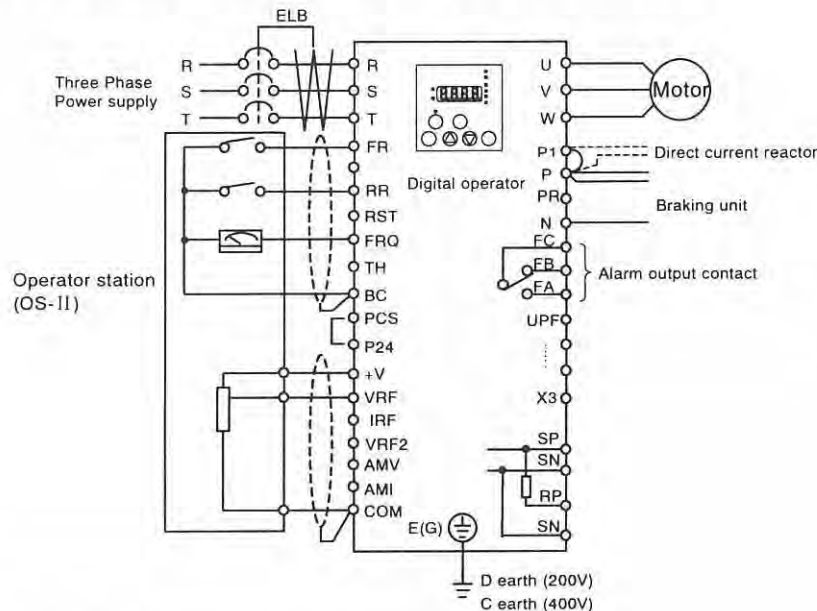 ELB
Three Phase
Power supply
R
S
T
R
S
T
FR
RR
RST
FRQ
TH
BC
PCS
P24
+V
VRF
IRF
VRF2
AMV
AMI
COM
Operator station
(OS-II)
8888
Digital operator
E(G)
D earth (200V)
C earth (400V)
U
V
W
P1
P
PR
N
FC
FB
FA
UPF
X3
SP
SN
RP
SN
Motor
Direct current reactor
Braking unit
Alarm output contact